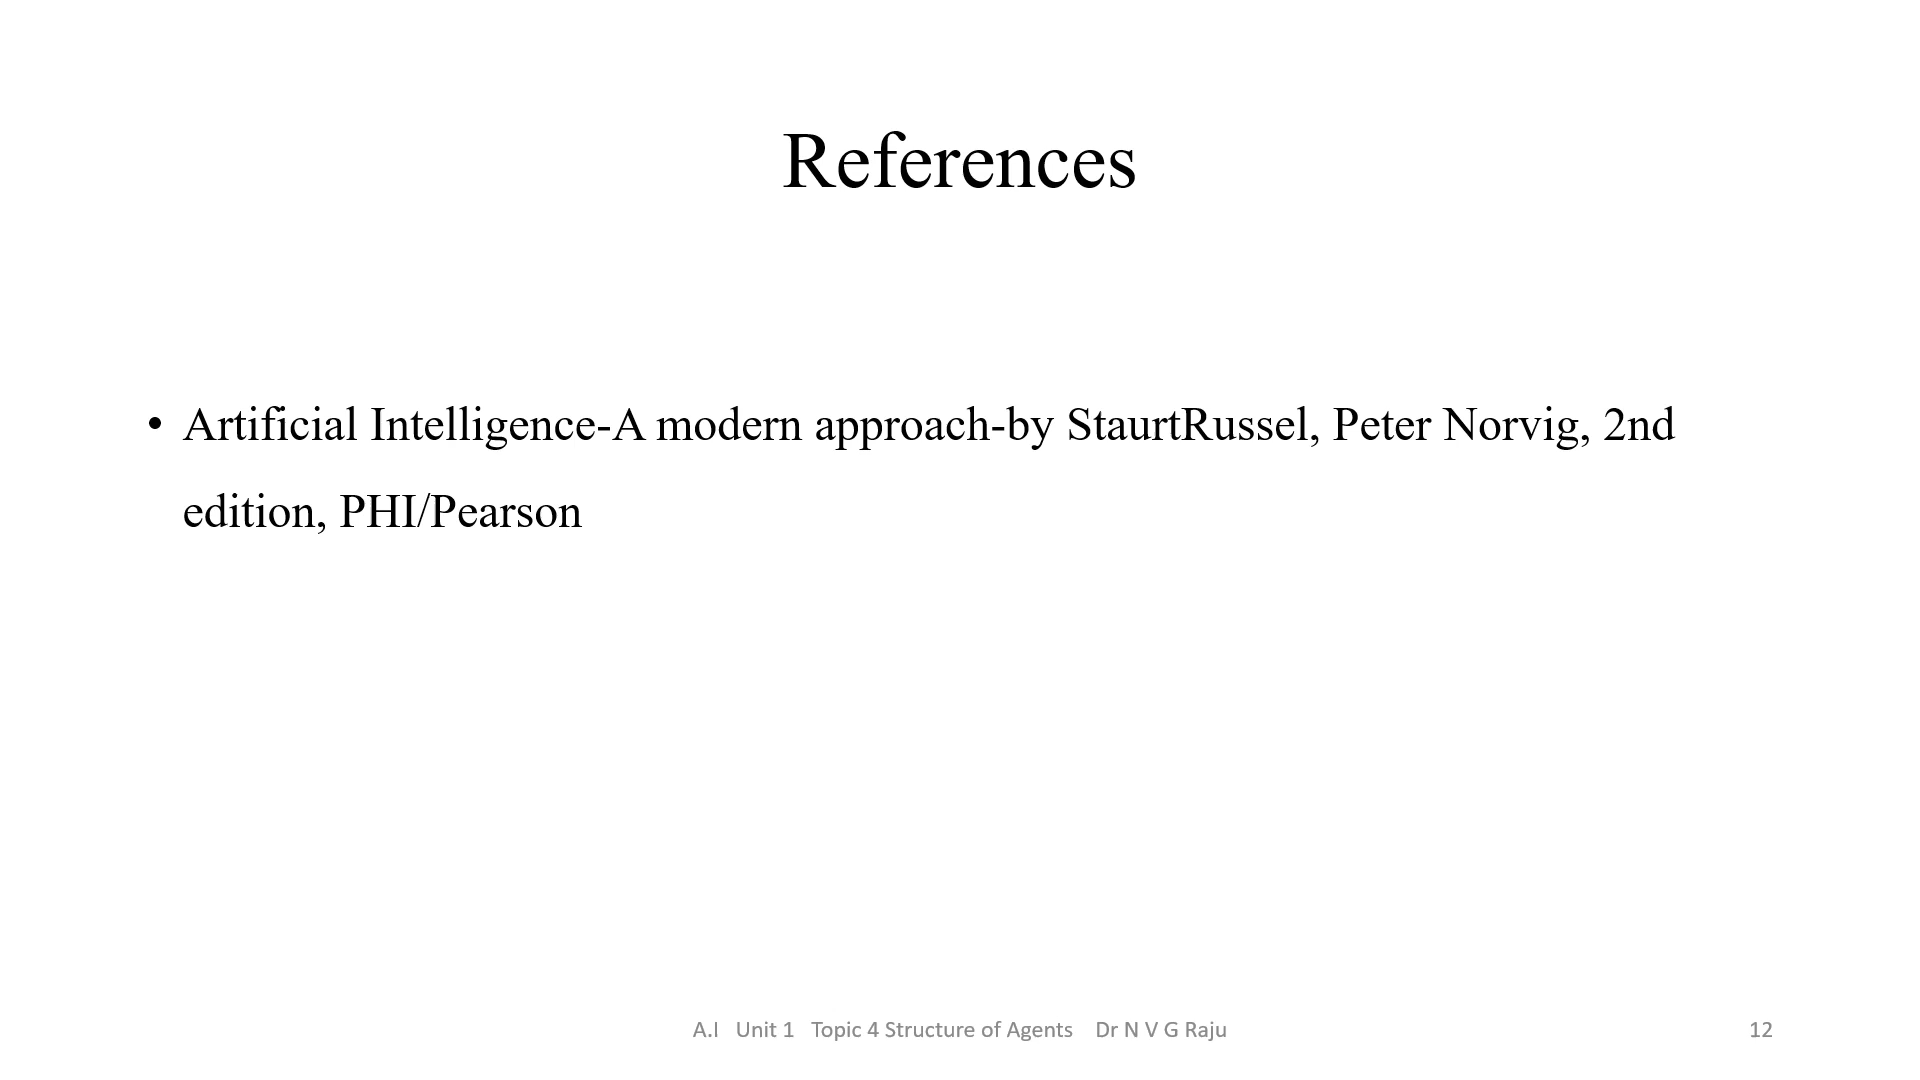 References
• Artificial Intelligence-A modern approach-by StaurtRussel, Peter Norvig, 2nd
edition, PHI/Pearson
A.I Unit 1 Topic 4 Structure of Agents Dr N V G Raju
12